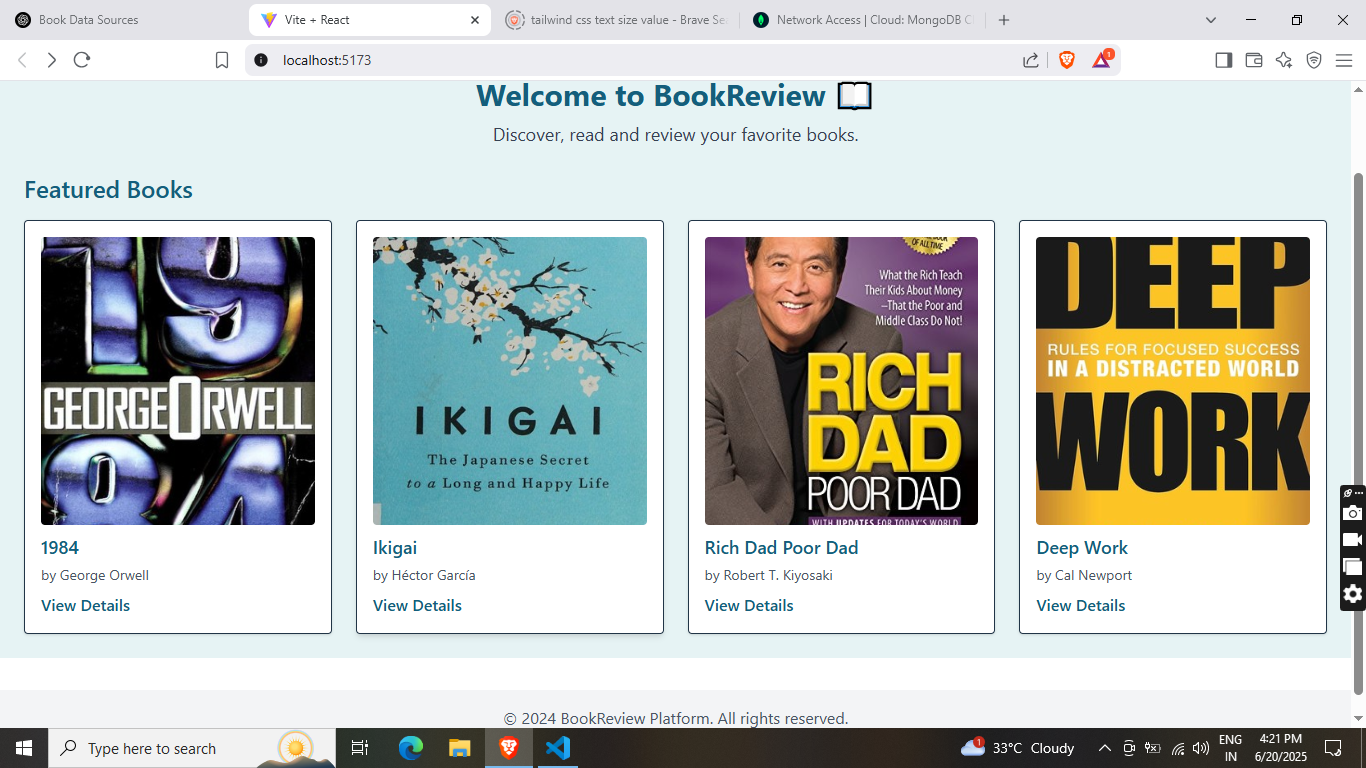 Book Data Sources
Vite + React
tailwind css text size value - Brave Se
Network Access | Cloud: MongoDB C
localhost:5173
1
Welcome to BookReview 📖
Discover, read and review your favorite books.
Featured Books
19
GEORGE ORWELL
84
1984
by George Orwell
View Details
IKIGAI
The Japanese Secret
to a Long and Happy Life
Ikigai
by Héctor García
View Details
OF ALL TIME
What the Rich Teach
Their Kids About Money
—That the Poor and
Middle Class Do Not!
RICH
DAD
POOR DAD
WITH UPDATES FOR TODAY'S WORLD
Rich Dad Poor Dad
by Robert T. Kiyosaki
View Details
DEEP
RULES FOR FOCUSED SUCCESS
IN A DISTRACTED WORLD
WORK
Deep Work
by Cal Newport
View Details
© 2024 BookReview Platform. All rights reserved.
Type here to search
1
33°C Cloudy
ENG
IN
4:21 PM
6/20/2025